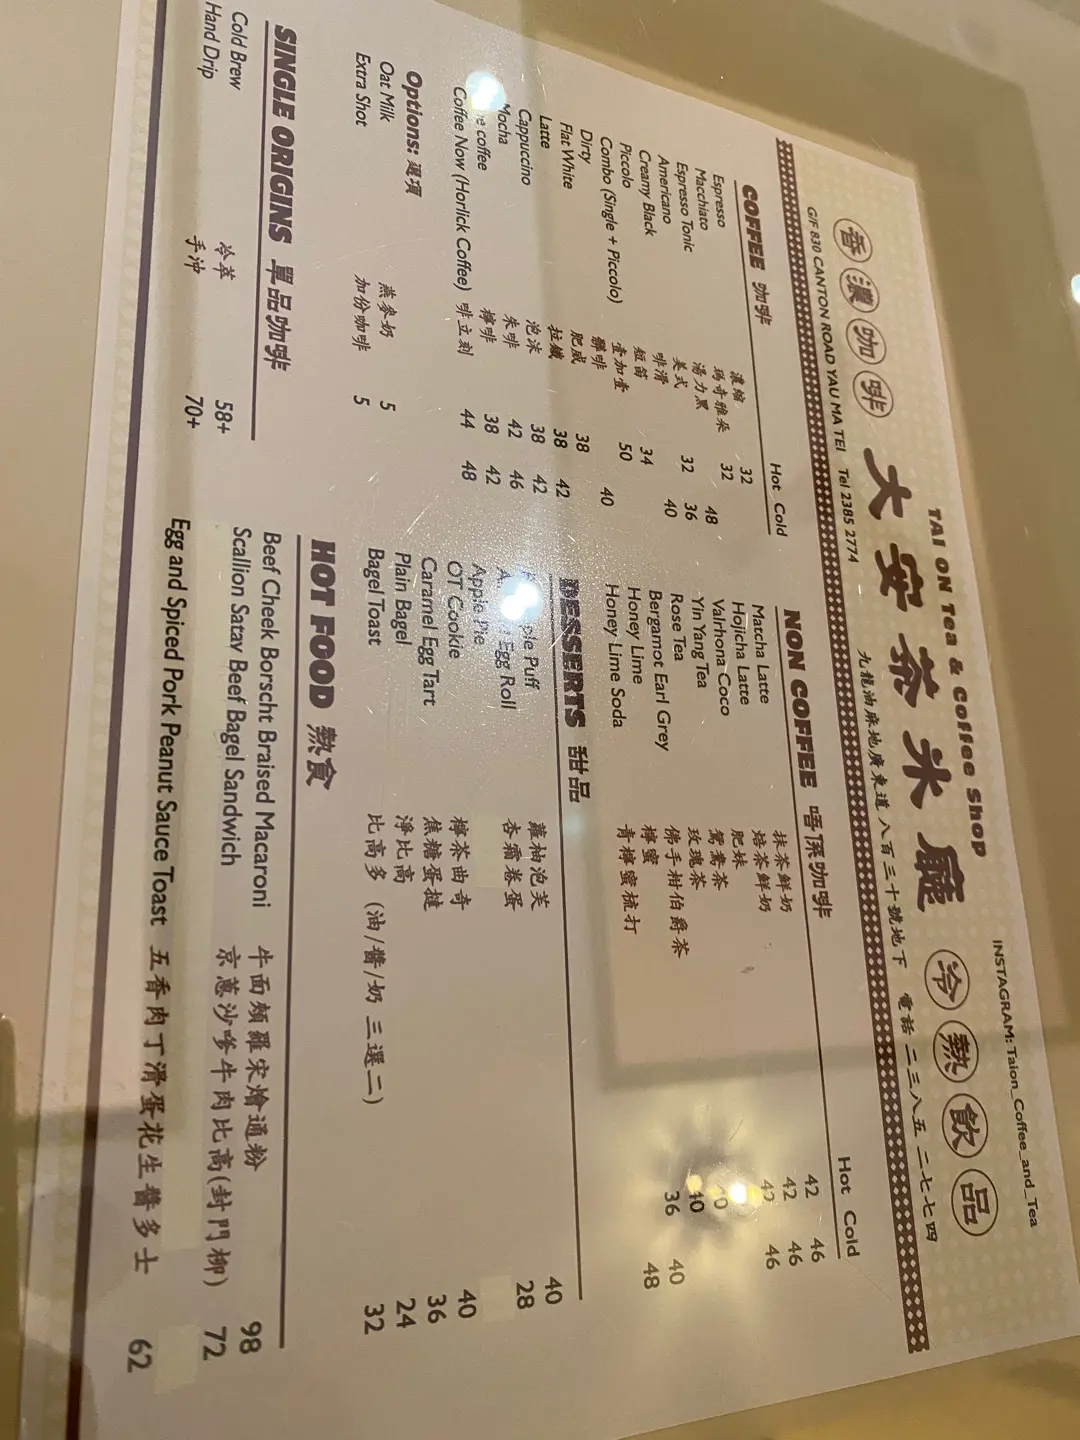 INSTAGRAM: Taion_Coffee_and_Tea
TAI ON Tea & Coffee Shop
香濃咖啡 大安茶米廳 冷熱飲品
G/F 830 CANTON ROAD YAU MA TEI Tel 2385 2774 九龍油麻地廣東道八百三十號地下 電話 二三八五 二七七四
COFFEE 咖啡 Hot Cold
Espresso 濃縮 32
Macchiato 瑪奇雅朵 32
Espresso Tonic 湯力黑 48
Americano 美式 32 36
Creamy Black 啡滑 40
Piccolo 短笛 34
Combo (Single + Piccolo) 壹加壹 50
Dirty 髒啡 40
Flat White 肥威 38
Latte 拉鐵 38 42
Cappuccino 泡沫 38 42
Mocha 朱啡 42 46
coffee 檸啡 38 42
Coffee Now (Horlick Coffee) 啡立刻 44 48
Options: 選項
Oat Milk 燕麥奶 5
Extra Shot 加份咖啡 5
SINGLE ORIGINS 單品咖啡
Cold Brew 冷萃 58+
Hand Drip 手沖 70+
NON COFFEE 唔係咖啡 Hot Cold
Matcha Latte 抹茶鮮奶 42 46
Hojicha Latte 焙茶鮮奶 42 46
Valrhona Coco 肥妹 42 46
Yin Yang Tea 鴛鴦茶
Rose Tea 玫瑰茶
Bergamot Earl Grey 佛手柑伯爵茶
Honey Lime 檸蜜 36 40
Honey Lime Soda 青檸蜜梳打 48
DESSERTS 甜品
Puff 蘿柚泡芙 40
Egg Roll 杏霜卷蛋 28
Apple Pie
OT Cookie 檸茶曲奇 40
Caramel Egg Tart 焦糖蛋撻 36
Plain Bagel 淨比高 24
Bagel Toast 比高多 (油/醬/奶 三選二) 32
HOT FOOD 熱食
Beef Cheek Borscht Braised Macaroni 牛面頰羅宋燴通粉 98
Scallion Satay Beef Bagel Sandwich 京蔥沙嗲牛肉比高(封門柳) 72
Egg and Spiced Pork Peanut Sauce Toast 五香肉丁滑蛋花生醬多士 62